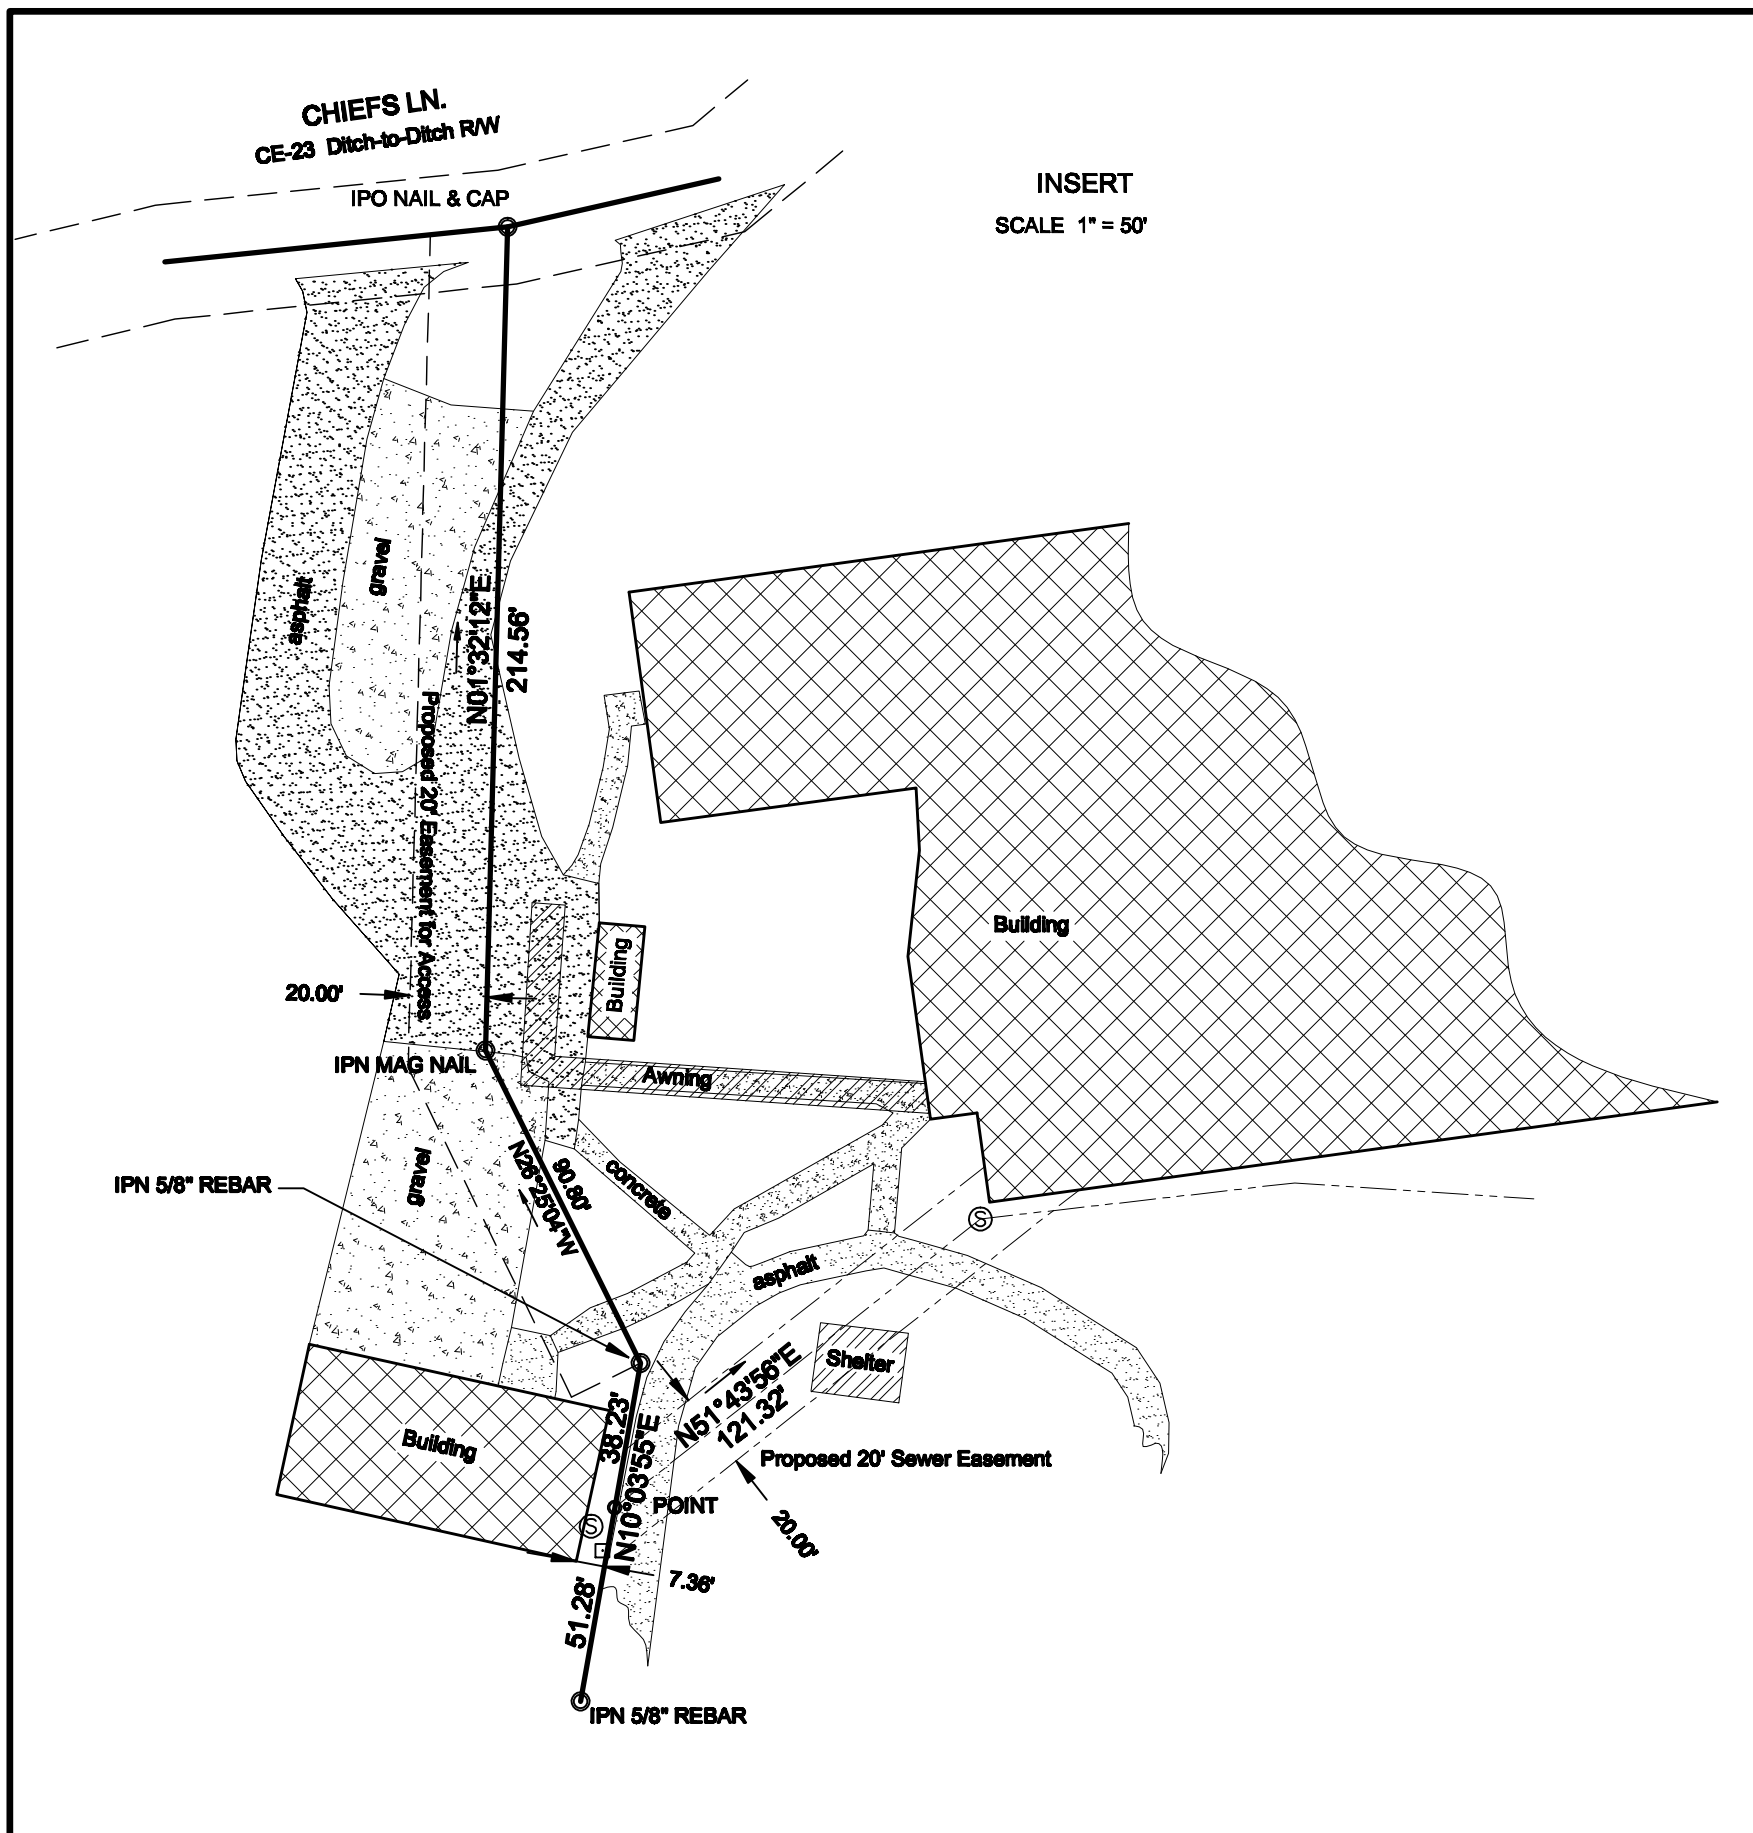 CHIEFS LN.
CE-23 Ditch-to-Ditch R/W
IPO NAIL & CAP
INSERT
SCALE 1" = 50'
asphalt
gravel
N01°32'12"E
214.56'
Proposed 20' Easement for Access
Building
Building
20.00'
IPN MAG NAIL
Awning
gravel
IPN 5/8" REBAR
N26°25'04"W
90.80'
concrete
asphalt
Shelter
N51°43'56"E
121.32'
Proposed 20' Sewer Easement
20.00'
Building
38.23'
N10°03'55"E
POINT
S
S
7.36'
51.28'
IPN 5/8" REBAR